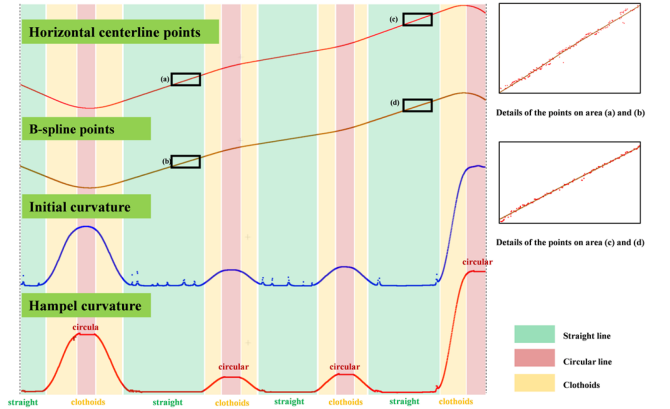 Horizontal centerline points
(c)
(a)
Details of the points on area (a) and (b)
(d)
B-spline points
(b)
Initial curvature
Details of the points on area (c) and (d)
Hampel curvature
circula
circular
circular
circular
Straight line
Circular line
Clothoids
straight
clothoids
straight
clothoids
straight
clothoids
straight
clothoids